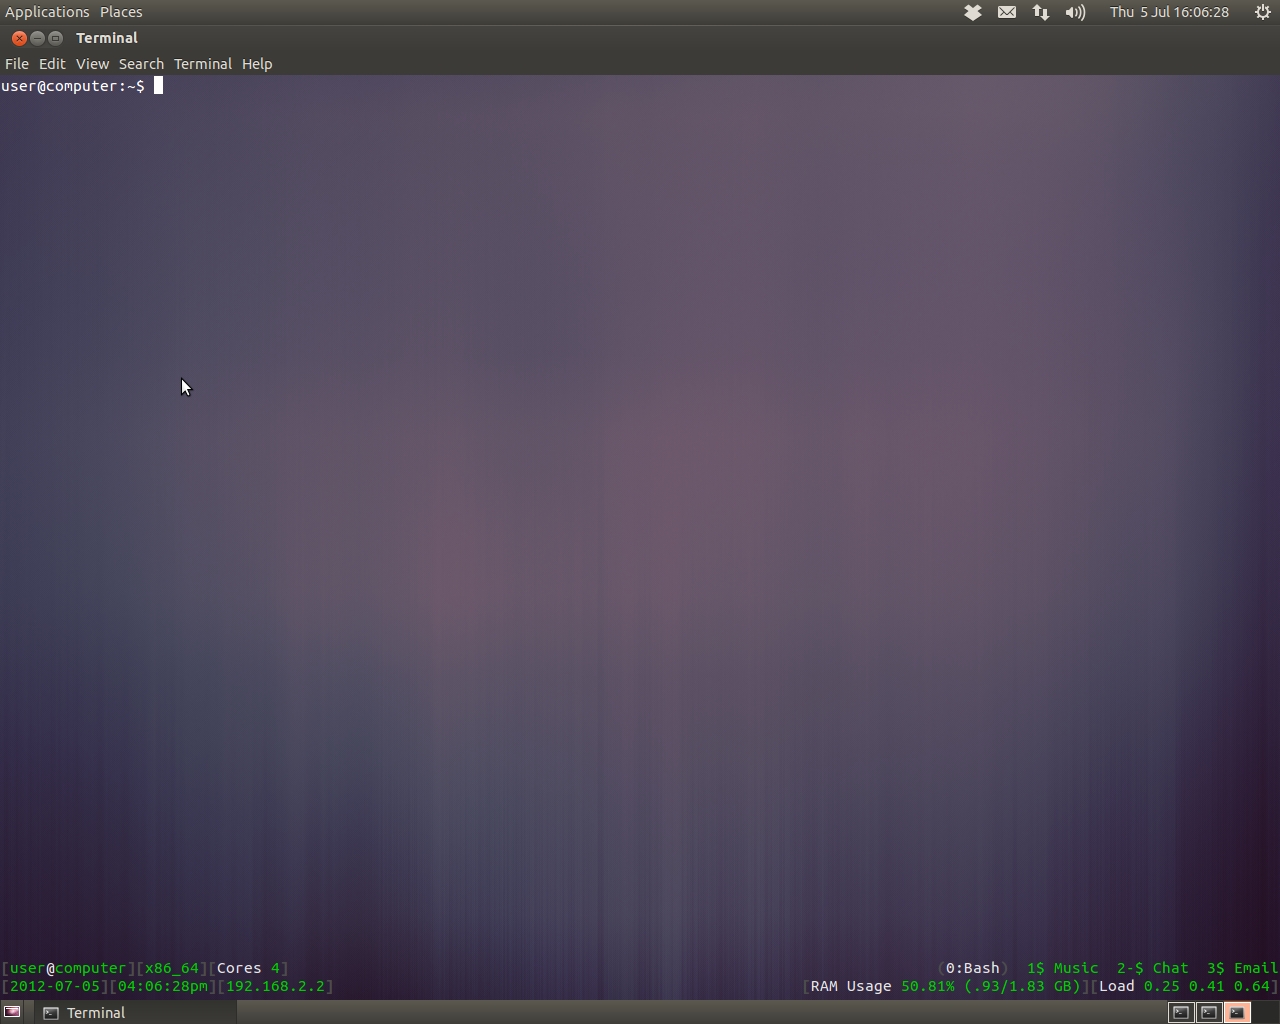 Applications Places Thu 5 Jul 16:06:28
Terminal
File Edit View Search Terminal Help
user@computer:~$
[user@computer][x86_64][Cores 4] (0:Bash) 1$ Music 2-$ Chat 3$ Email
[2012-07-05][04:06:28pm][192.168.2.2] [RAM Usage 50.81% (.93/1.83 GB)][Load 0.25 0.41 0.64]
Terminal